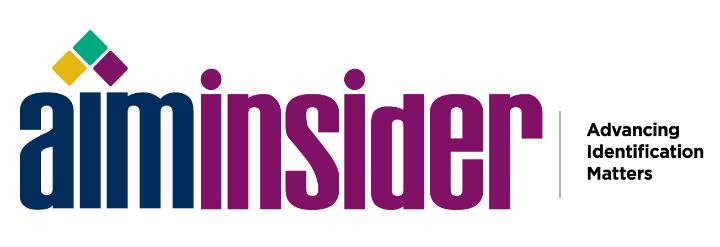 aiminsider
Advancing
Identification
Matters